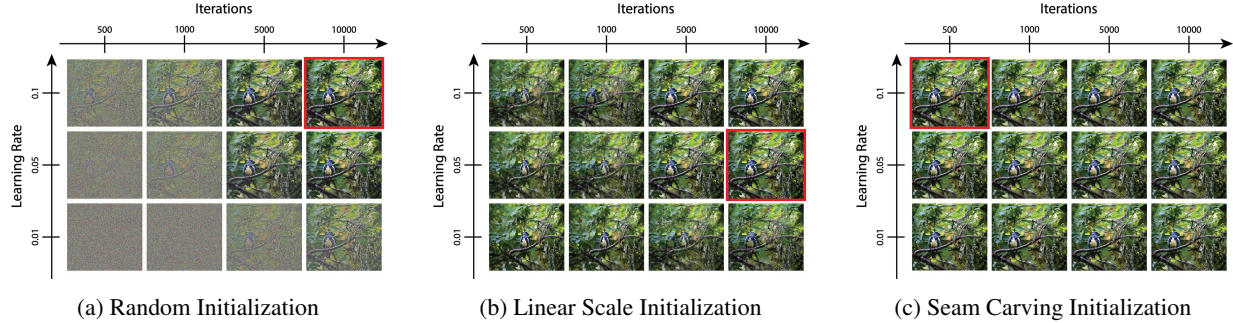 Iterations
500 1000 5000 10000
Learning Rate
0.1
0.05
0.01
(a) Random Initialization
Iterations
500 1000 5000 10000
Learning Rate
0.1
0.05
0.01
(b) Linear Scale Initialization
Iterations
500 1000 5000 10000
Learning Rate
0.1
0.05
0.01
(c) Seam Carving Initialization